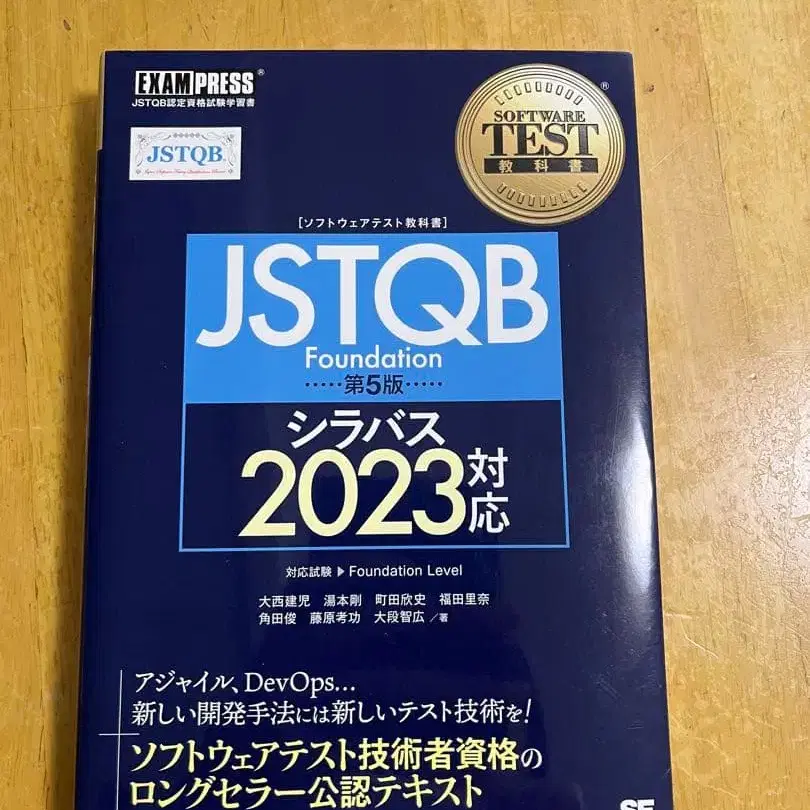 EXAMPRESS®
JSTQB認定資格試験学習書
JSTQB®
SOFTWARE
TEST
教科書
®
[ソフトウェアテスト教科書]
JSTQB
Foundation
·····第5版·····
シラバス
2023対応
対応試験▶Foundation Level
大西建児 湯本剛 町田欣史 福田里奈
角田俊 藤原考功 大段智広/著
アジャイル、DevOps…
新しい開発手法には新しいテスト技術を!
ソフトウェアテスト技術者資格の
ロングセラー公認テキスト
SE